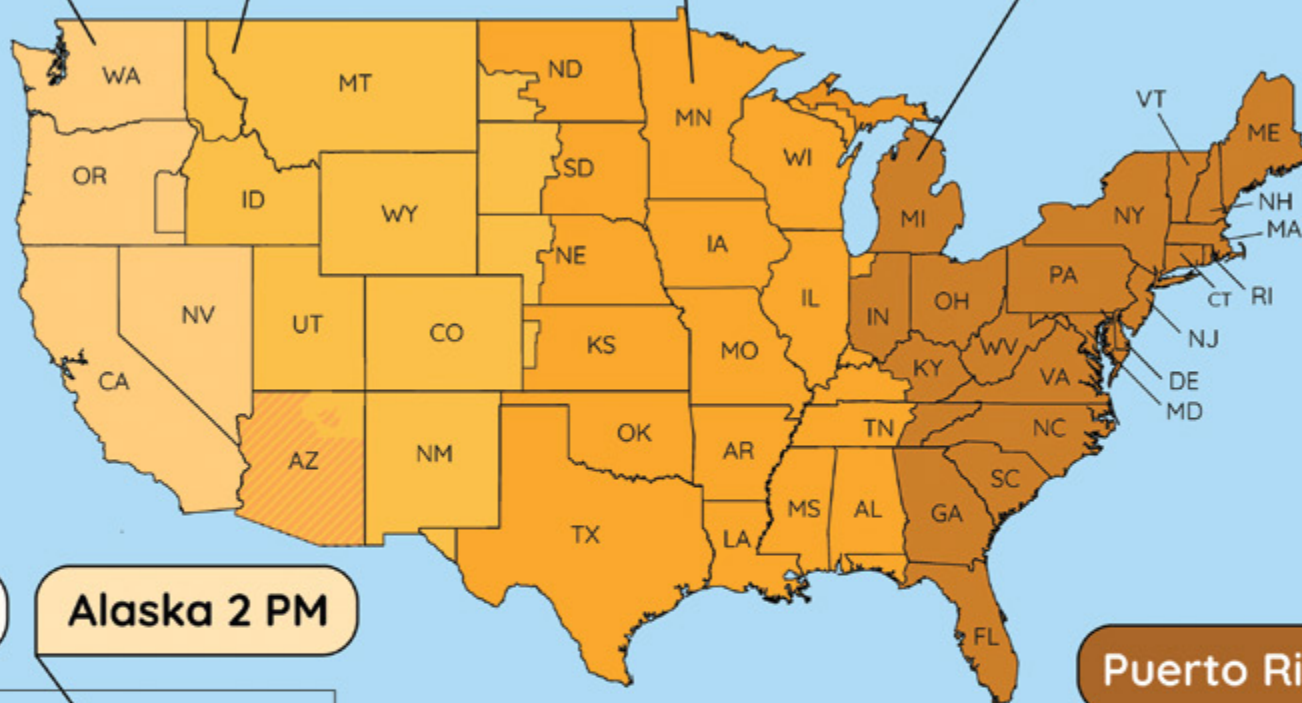 WA
MT
ND
MN
VT
ME
OR
ID
WY
SD
WI
MI
NY
NH
MA
NV
UT
CO
NE
IA
IL
IN
OH
PA
CT
RI
NJ
CA
KS
MO
KY
WV
VA
DE
MD
AZ
NM
OK
AR
TN
NC
SC
TX
LA
MS
AL
GA
FL
Alaska 2 PM
Puerto Ri